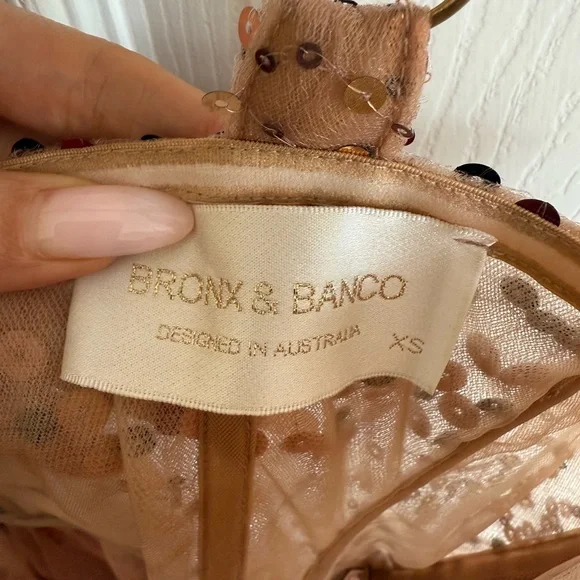 BRONX & BANCO
DESIGNED IN AUSTRALIA XS